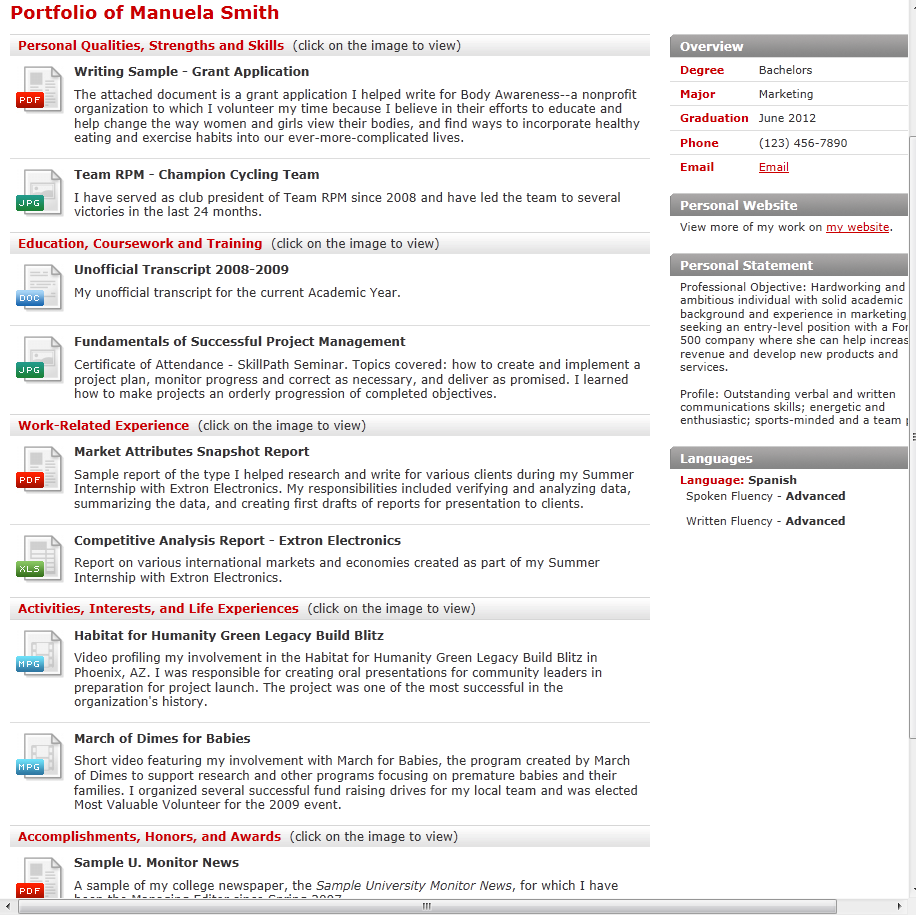 Portfolio of Manuela Smith
Personal Qualities, Strengths and Skills (click on the image to view)
PDF
Writing Sample - Grant Application
The attached document is a grant application I helped write for Body Awareness--a nonprofit
organization to which I volunteer my time because I believe in their efforts to educate and
help change the way women and girls view their bodies, and find ways to incorporate healthy
eating and exercise habits into our ever-more-complicated lives.
JPG
Team RPM - Champion Cycling Team
I have served as club president of Team RPM since 2008 and have led the team to several
victories in the last 24 months.
Education, Coursework and Training (click on the image to view)
DOC
Unofficial Transcript 2008-2009
My unofficial transcript for the current Academic Year.
JPG
Fundamentals of Successful Project Management
Certificate of Attendance - SkillPath Seminar. Topics covered: how to create and implement a
project plan, monitor progress and correct as necessary, and deliver as promised. I learned
how to make projects an orderly progression of completed objectives.
Work-Related Experience (click on the image to view)
PDF
Market Attributes Snapshot Report
Sample report of the type I helped research and write for various clients during my Summer
Internship with Extron Electronics. My responsibilities included verifying and analyzing data,
summarizing the data, and creating first drafts of reports for presentation to clients.
XLS
Competitive Analysis Report - Extron Electronics
Report on various international markets and economies created as part of my Summer
Internship with Extron Electronics.
Activities, Interests, and Life Experiences (click on the image to view)
MPG
Habitat for Humanity Green Legacy Build Blitz
Video profiling my involvement in the Habitat for Humanity Green Legacy Build Blitz in
Phoenix, AZ. I was responsible for creating oral presentations for community leaders in
preparation for project launch. The project was one of the most successful in the
organization's history.
MPG
March of Dimes for Babies
Short video featuring my involvement with March for Babies, the program created by March
of Dimes to support research and other programs focusing on premature babies and their
families. I organized several successful fund raising drives for my local team and was elected
Most Valuable Volunteer for the 2009 event.
Accomplishments, Honors, and Awards (click on the image to view)
PDF
Sample U. Monitor News
A sample of my college newspaper, the Sample University Monitor News, for which I have
been the Managing Editor since Spring 2007.
Overview
Degree Bachelors
Major Marketing
Graduation June 2012
Phone (123) 456-7890
Email Email
Personal Website
View more of my work on my website.
Personal Statement
Professional Objective: Hardworking and
ambitious individual with solid academic
background and experience in marketing
seeking an entry-level position with a For
500 company where she can help increas
revenue and develop new products and
services.
Profile: Outstanding verbal and written
communications skills; energetic and
enthusiastic; sports-minded and a team
Languages
Language: Spanish
Spoken Fluency - Advanced
Written Fluency - Advanced